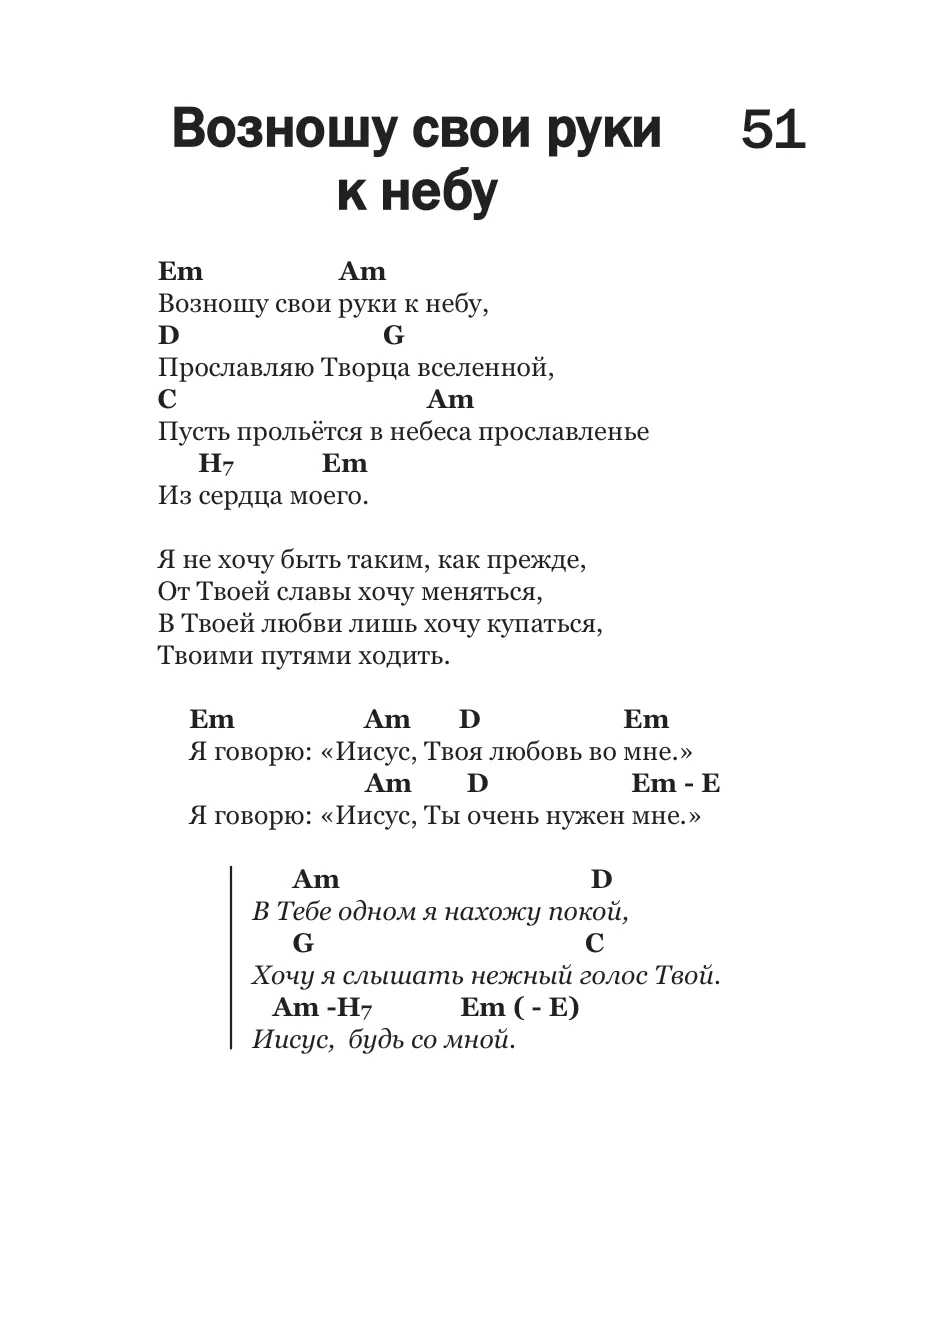 Возношу свои руки 51
к небу
Em Am
Возношу свои руки к небу,
D G
Прославляю Творца вселенной,
C Am
Пусть прольётся в небеса прославленье
H7 Em
Из сердца моего.
Я не хочу быть таким, как прежде,
От Твоей славы хочу меняться,
В Твоей любви лишь хочу купаться,
Твоими путями ходить.
Em Am D Em
Я говорю: «Иисус, Твоя любовь во мне.»
Am D Em - E
Я говорю: «Иисус, Ты очень нужен мне.»
Am D
В Тебе одном я нахожу покой,
G C
Хочу я слышать нежный голос Твой.
Am -H7 Em ( - E)
Иисус, будь со мной.